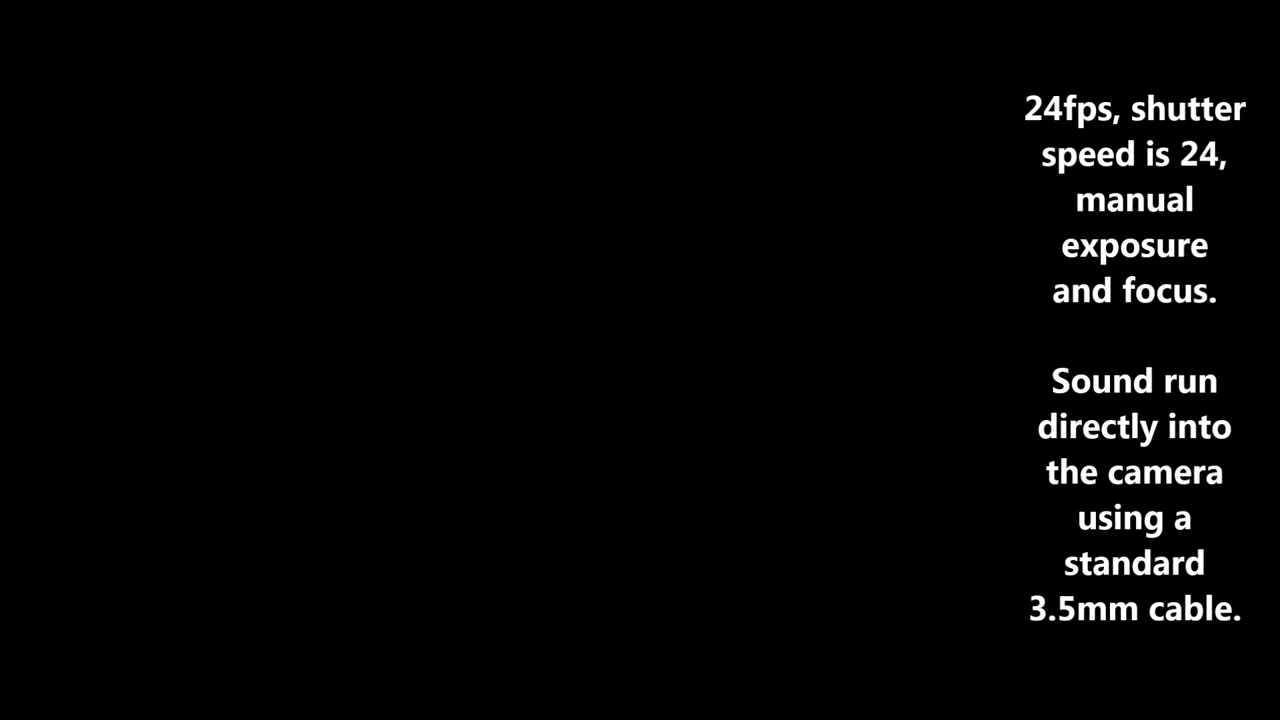 24fps, shutter
speed is 24,
manual
exposure
and focus.
Sound run
directly into
the camera
using a
standard
3.5mm cable.